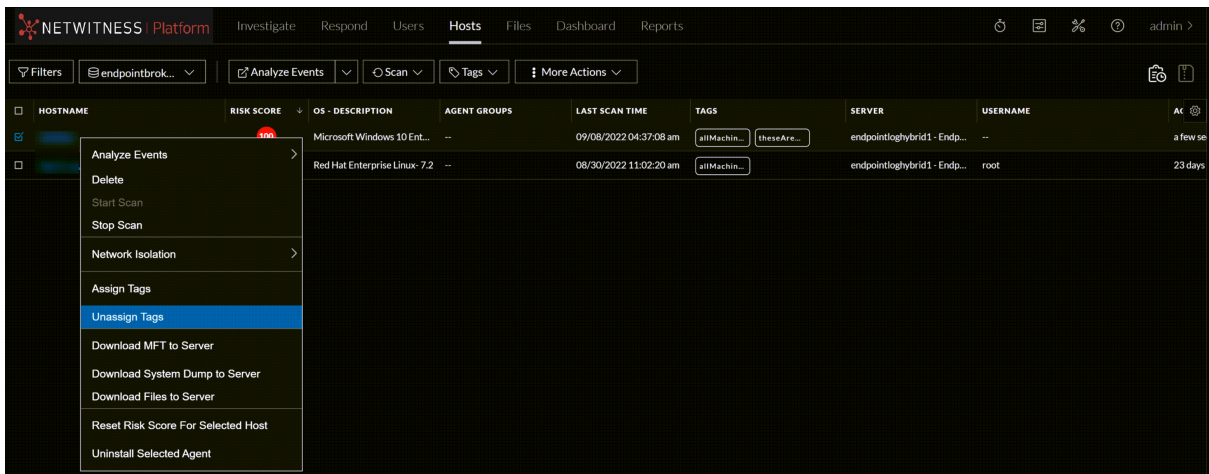 NETWITNESS | Platform Investigate Respond Users Hosts Files Dashboard Reports admin >
Filters endpointbrok... Analyze Events Scan Tags More Actions
HOSTNAME RISK SCORE ↓ OS - DESCRIPTION AGENT GROUPS LAST SCAN TIME TAGS SERVER USERNAME AC
100 Microsoft Windows 10 Ent... -- 09/08/2022 04:37:08 am allMachin... theseAre... endpointloghybrid1 - Endp... -- a few se
Red Hat Enterprise Linux- 7.2 -- 08/30/2022 11:02:20 am allMachin... endpointloghybrid1 - Endp... root 23 days
Analyze Events
Delete
Start Scan
Stop Scan
Network Isolation
Assign Tags
Unassign Tags
Download MFT to Server
Download System Dump to Server
Download Files to Server
Reset Risk Score For Selected Host
Uninstall Selected Agent